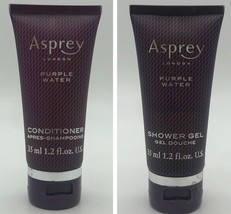 Asprey
LONDON
PURPLE
WATER
CONDITIONER
APRES-SHAMPOOING
35 ml 1.2 fl.oz. U.S.
Asprey
LONDON
PURPLE
WATER
SHOWER GEL
GEL DOUCHE
35 ml 1.2 fl.oz. U.S.